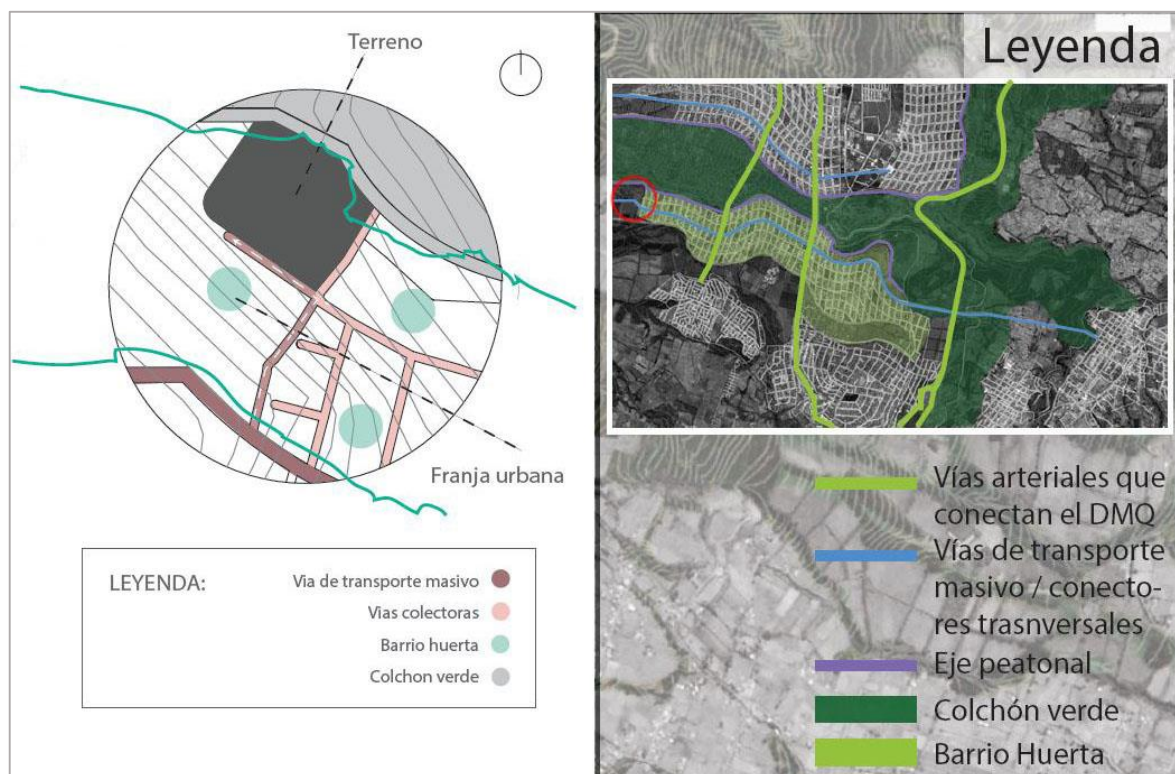 Terreno
Franja urbana
LEYENDA:
Via de transporte masivo
Vias colectoras
Barrio huerta
Colchon verde
Leyenda
Vías arteriales que
conectan el DMQ
Vías de transporte
masivo / conecto-
res trasnversales
Eje peatonal
Colchón verde
Barrio Huerta